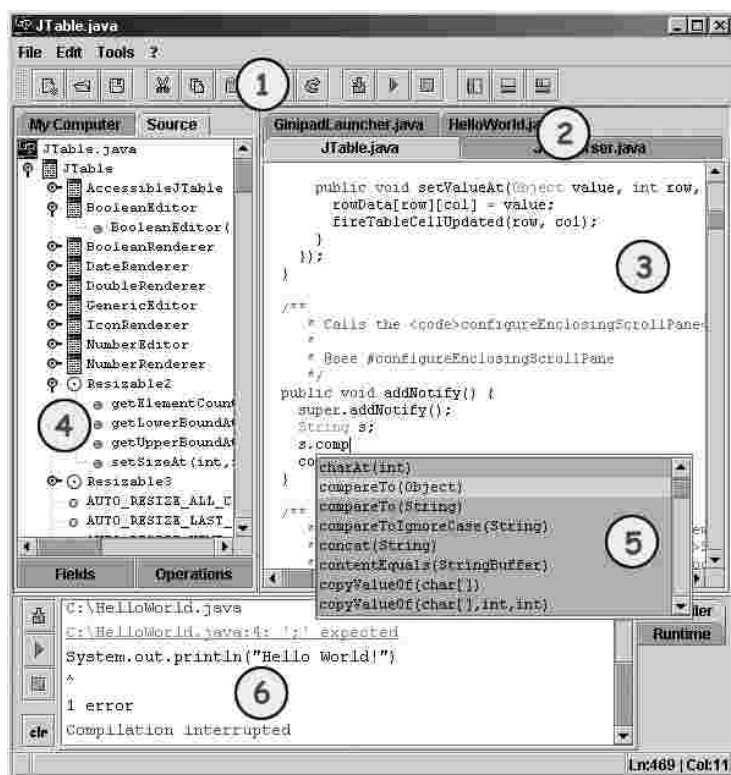 JTable.java
File Edit Tools ?
1
My Computer Source
JTable.java
JTable
AccessibleJTable
BooleanEditor
BooleanEditor(
BooleanRenderer
DateRenderer
DoubleRenderer
GenericEditor
IconRenderer
NumberEditor
NumberRenderer
Resizable2
getElementCount
getLowerBoundAt
getUpperBoundAt
setSizeAt(int,
Resizable3
AUTO_RESIZE_ALL_C
AUTO_RESIZE_LAST_
4
Fields Operations
GinipadLauncher.java HelloWorld.ja
2
JTable.java rser.java
public void setValueAt(Object value, int row,
rowData[row][col] = value;
fireTableCellUpdated(row, col);
}
});
}
3
/**
* Calls the <code>configureEnclosingScrollPane<
*
* @see #configureEnclosingScrollPane
*/
public void addNotify() {
super.addNotify();
String s;
s.comp
co
}
/**
charAt(int)
compareTo(Object)
compareTo(String)
compareToIgnoreCase(String)
concat(String)
contentEquals(StringBuffer)
copyValueOf(char[])
copyValueOf(char[],int,int)
5
C:\HelloWorld.java
C:\HelloWorld.java:4: ';' expected
System.out.println("Hello World!")
^
1 error
Compilation interrupted
6
clr
ler
Runtime
Ln:469 | Col:11